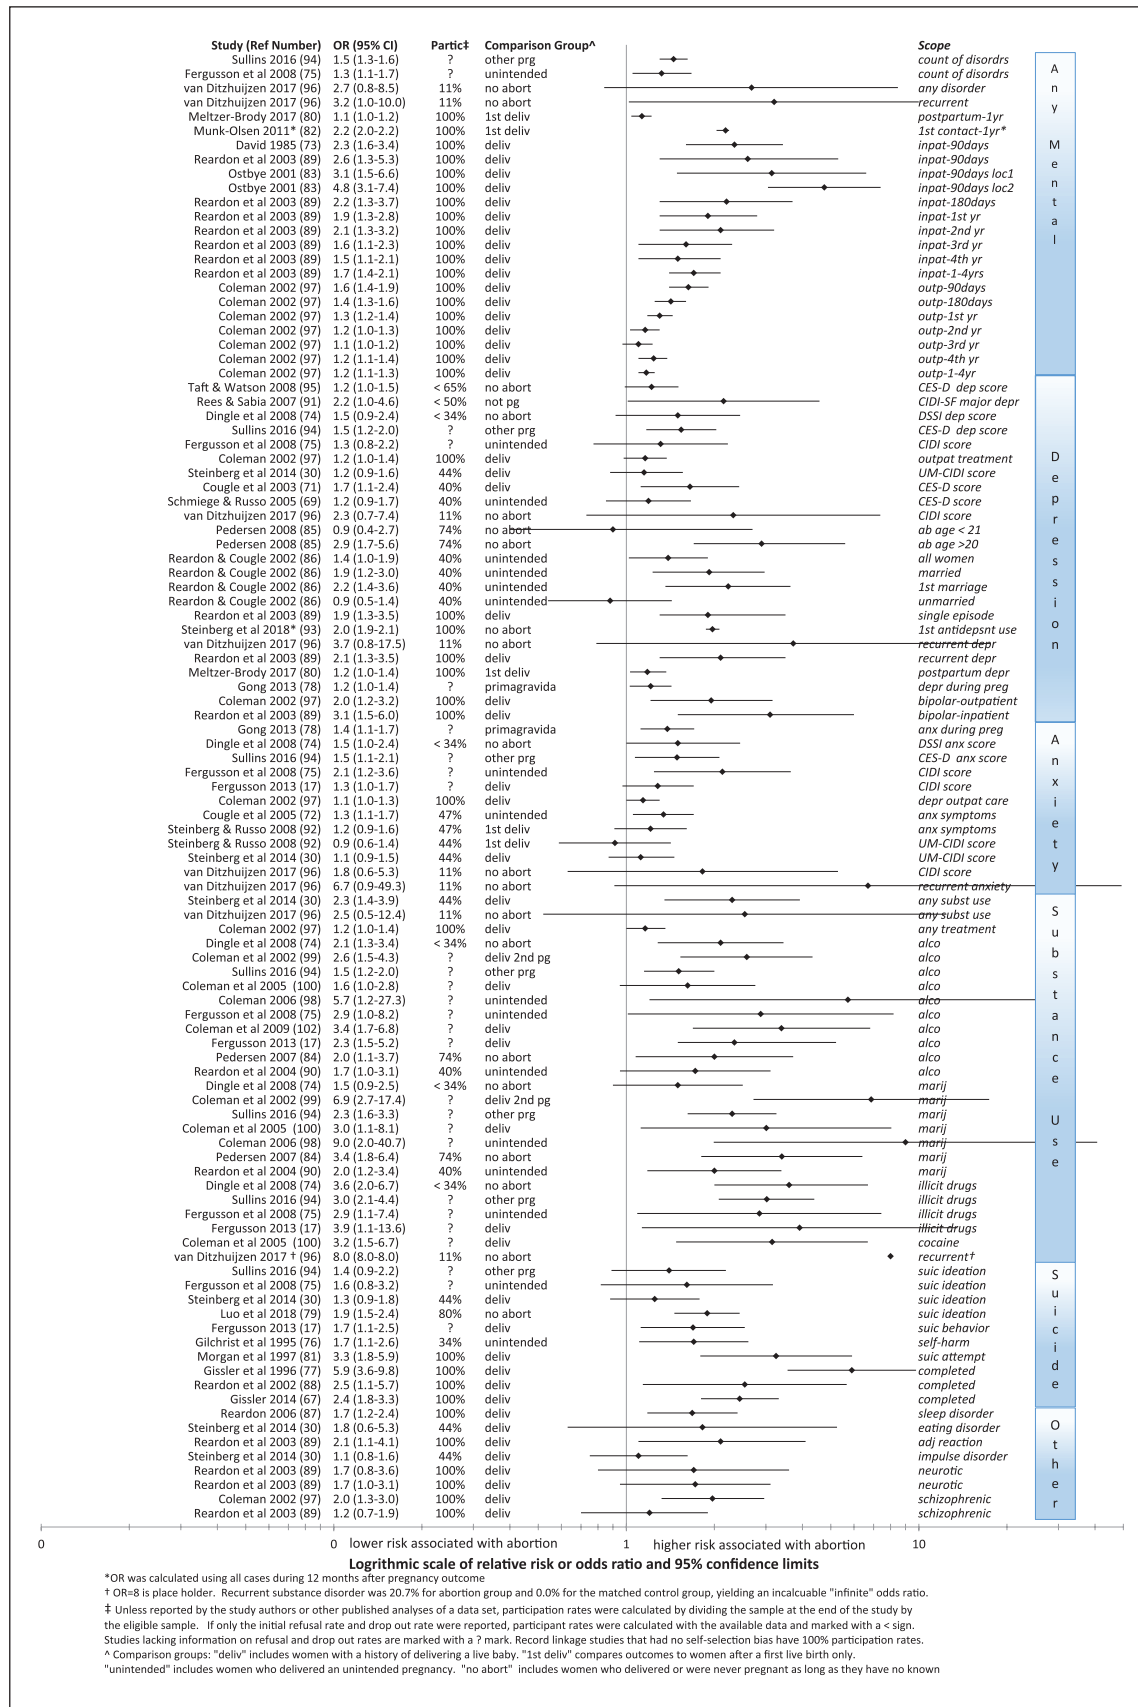 Study (Ref Number) OR (95% CI) Partic‡ Comparison Group^ Scope
Sullins 2016 (94) 1.5 (1.3-1.6) ? other prg count of disordrs
Fergusson et al 2008 (75) 1.3 (1.1-1.7) ? unintended count of disordrs
van Ditzhuijzen 2017 (96) 2.7 (0.8-8.5) 11% no abort any disorder
van Ditzhuijzen 2017 (96) 3.2 (1.0-10.0) 11% no abort recurrent
Meltzer-Brody 2017 (80) 1.1 (1.0-1.2) 100% 1st deliv postpartum-1yr
Munk-Olsen 2011* (82) 2.2 (2.0-2.2) 100% 1st deliv 1st contact-1yr*
David 1985 (73) 2.3 (1.6-3.4) 100% deliv inpat-90days
Reardon et al 2003 (89) 2.6 (1.3-5.3) 100% deliv inpat-90days
Ostbye 2001 (83) 3.1 (1.5-6.6) 100% deliv inpat-90days loc1
Ostbye 2001 (83) 4.8 (3.1-7.4) 100% deliv inpat-90days loc2
Reardon et al 2003 (89) 2.2 (1.3-3.7) 100% deliv inpat-180days
Reardon et al 2003 (89) 1.9 (1.3-2.8) 100% deliv inpat-1st yr
Reardon et al 2003 (89) 2.1 (1.3-3.2) 100% deliv inpat-2nd yr
Reardon et al 2003 (89) 1.6 (1.1-2.3) 100% deliv inpat-3rd yr
Reardon et al 2003 (89) 1.5 (1.1-2.1) 100% deliv inpat-4th yr
Reardon et al 2003 (89) 1.7 (1.4-2.1) 100% deliv inpat-1-4yrs
Coleman 2002 (97) 1.6 (1.4-1.9) 100% deliv outp-90days
Coleman 2002 (97) 1.4 (1.3-1.6) 100% deliv outp-180days
Coleman 2002 (97) 1.3 (1.2-1.4) 100% deliv outp-1st yr
Coleman 2002 (97) 1.2 (1.0-1.3) 100% deliv outp-2nd yr
Coleman 2002 (97) 1.1 (1.0-1.2) 100% deliv outp-3rd yr
Coleman 2002 (97) 1.2 (1.1-1.4) 100% deliv outp-4th yr
Coleman 2002 (97) 1.2 (1.1-1.3) 100% deliv outp-1-4yr
Any Mental
Taft & Watson 2008 (95) 1.2 (1.0-1.5) < 65% no abort CES-D dep score
Rees & Sabia 2007 (91) 2.2 (1.0-4.6) < 50% not pg CIDI-SF major depr
Dingle et al 2008 (74) 1.5 (0.9-2.4) < 34% no abort DSSI dep score
Sullins 2016 (94) 1.5 (1.2-2.0) ? other prg CES-D dep score
Fergusson et al 2008 (75) 1.3 (0.8-2.2) ? unintended CIDI score
Coleman 2002 (97) 1.2 (1.0-1.4) 100% deliv outpat treatment
Steinberg et al 2014 (30) 1.2 (0.9-1.6) 44% deliv UM-CIDI score
Cougle et al 2003 (71) 1.7 (1.1-2.4) 40% deliv CES-D score
Schmiege & Russo 2005 (69) 1.2 (0.9-1.7) 40% unintended CES-D score
van Ditzhuijzen 2017 (96) 2.3 (0.7-7.4) 11% no abort CIDI score
Pedersen 2008 (85) 0.9 (0.4-2.7) 74% no abort ab age < 21
Pedersen 2008 (85) 2.9 (1.7-5.6) 74% no abort ab age >20
Reardon & Cougle 2002 (86) 1.4 (1.0-1.9) 40% unintended all women
Reardon & Cougle 2002 (86) 1.9 (1.2-3.0) 40% unintended married
Reardon & Cougle 2002 (86) 2.2 (1.4-3.6) 40% unintended 1st marriage
Reardon & Cougle 2002 (86) 0.9 (0.5-1.4) 40% unintended unmarried
Reardon et al 2003 (89) 1.9 (1.3-3.5) 100% deliv single episode
Steinberg et al 2018* (93) 2.0 (1.9-2.1) 100% no abort 1st antidepsnt use
van Ditzhuijzen 2017 (96) 3.7 (0.8-17.5) 11% no abort recurrent depr
Reardon et al 2003 (89) 2.1 (1.3-3.5) 100% deliv recurrent depr
Meltzer-Brody 2017 (80) 1.2 (1.0-1.4) 100% 1st deliv postpartum depr
Gong 2013 (78) 1.2 (1.0-1.4) ? primagravida depr during preg
Coleman 2002 (97) 2.0 (1.2-3.2) 100% deliv bipolar-outpatient
Reardon et al 2003 (89) 3.1 (1.5-6.0) 100% deliv bipolar-inpatient
Depression
Gong 2013 (78) 1.4 (1.1-1.7) ? primagravida anx during preg
Dingle et al 2008 (74) 1.5 (1.0-2.4) < 34% no abort DSSI anx score
Sullins 2016 (94) 1.5 (1.1-2.1) ? other prg CES-D anx score
Fergusson et al 2008 (75) 2.1 (1.2-3.6) ? unintended CIDI score
Fergusson 2013 (17) 1.3 (1.0-1.7) ? deliv CIDI score
Coleman 2002 (97) 1.1 (1.0-1.3) 100% deliv depr outpat care
Cougle et al 2005 (72) 1.3 (1.1-1.7) 47% unintended anx symptoms
Steinberg & Russo 2008 (92) 1.2 (0.9-1.6) 47% 1st deliv anx symptoms
Steinberg & Russo 2008 (92) 0.9 (0.6-1.4) 44% 1st deliv UM-CIDI score
Steinberg et al 2014 (30) 1.1 (0.9-1.5) 44% deliv UM-CIDI score
van Ditzhuijzen 2017 (96) 1.8 (0.6-5.3) 11% no abort CIDI score
van Ditzhuijzen 2017 (96) 6.7 (0.9-49.3) 11% no abort recurrent anxiety
Anxiety
Steinberg et al 2014 (30) 2.3 (1.4-3.9) 44% deliv any subst use
van Ditzhuijzen 2017 (96) 2.5 (0.5-12.4) 11% no abort any subst use
Coleman 2002 (97) 1.2 (1.0-1.4) 100% deliv any treatment
Dingle et al 2008 (74) 2.1 (1.3-3.4) < 34% no abort alco
Coleman et al 2002 (99) 2.6 (1.5-4.3) ? deliv 2nd pg alco
Sullins 2016 (94) 1.5 (1.2-2.0) ? other prg alco
Coleman et al 2005 (100) 1.6 (1.0-2.8) ? deliv alco
Coleman 2006 (98) 5.7 (1.2-27.3) ? unintended alco
Fergusson et al 2008 (75) 2.9 (1.0-8.2) ? unintended alco
Coleman et al 2009 (102) 3.4 (1.7-6.8) ? deliv alco
Fergusson 2013 (17) 2.3 (1.5-5.2) ? deliv alco
Pedersen 2007 (84) 2.0 (1.1-3.7) 74% no abort alco
Reardon et al 2004 (90) 1.7 (1.0-3.1) 40% unintended alco
Dingle et al 2008 (74) 1.5 (0.9-2.5) < 34% no abort marij
Coleman et al 2002 (99) 6.9 (2.7-17.4) ? deliv 2nd pg marij
Sullins 2016 (94) 2.3 (1.6-3.3) ? other prg marij
Coleman et al 2005 (100) 3.0 (1.1-8.1) ? deliv marij
Coleman 2006 (98) 9.0 (2.0-40.7) ? unintended marij
Pedersen 2007 (84) 3.4 (1.8-6.4) 74% no abort marij
Reardon et al 2004 (90) 2.0 (1.2-3.4) 40% unintended marij
Dingle et al 2008 (74) 3.6 (2.0-6.7) < 34% no abort illicit drugs
Sullins 2016 (94) 3.0 (2.1-4.4) ? other prg illicit drugs
Fergusson et al 2008 (75) 2.9 (1.1-7.4) ? unintended illicit drugs
Fergusson 2013 (17) 3.9 (1.1-13.6) ? deliv illicit drugs
Coleman et al 2005 (100) 3.2 (1.5-6.7) ? deliv cocaine
van Ditzhuijzen 2017 † (96) 8.0 (8.0-8.0) 11% no abort recurrent†
Substance Use
Sullins 2016 (94) 1.4 (0.9-2.2) ? other prg suic ideation
Fergusson et al 2008 (75) 1.6 (0.8-3.2) ? unintended suic ideation
Steinberg et al 2014 (30) 1.3 (0.9-1.8) 44% deliv suic ideation
Luo et al 2018 (79) 1.9 (1.5-2.4) 80% no abort suic ideation
Fergusson 2013 (17) 1.7 (1.1-2.5) ? deliv suic behavior
Gilchrist et al 1995 (76) 1.7 (1.1-2.6) 34% unintended self-harm
Morgan et al 1997 (81) 3.3 (1.8-5.9) 100% deliv suic attempt
Gissler et al 1996 (77) 5.9 (3.6-9.8) 100% deliv completed
Reardon et al 2002 (88) 2.5 (1.1-5.7) 100% deliv completed
Gissler 2014 (67) 2.4 (1.8-3.3) 100% deliv completed
Suicide
Reardon 2006 (87) 1.7 (1.2-2.4) 100% deliv sleep disorder
Steinberg et al 2014 (30) 1.8 (0.6-5.3) 44% deliv eating disorder
Reardon et al 2003 (89) 2.1 (1.1-4.1) 100% deliv adj reaction
Steinberg et al 2014 (30) 1.1 (0.8-1.6) 44% deliv impulse disorder
Reardon et al 2003 (89) 1.7 (0.8-3.6) 100% deliv neurotic
Reardon et al 2003 (89) 1.7 (1.0-3.1) 100% deliv neurotic
Coleman 2002 (97) 2.0 (1.3-3.0) 100% deliv schizophrenic
Reardon et al 2003 (89) 1.2 (0.7-1.9) 100% deliv schizophrenic
Other
0 0 lower risk associated with abortion 1 higher risk associated with abortion 10
Logrithmic scale of relative risk or odds ratio and 95% confidence limits
*OR was calculated using all cases during 12 months after pregnancy outcome
† OR=8 is place holder. Recurrent substance disorder was 20.7% for abortion group and 0.0% for the matched control group, yielding an incalcuable "infinite" odds ratio.
‡ Unless reported by the study authors or other published analyses of a data set, participation rates were calculated by dividing the sample at the end of the study by
the eligible sample. If only the initial refusal rate and drop out rate were reported, participant rates were calculated with the available data and marked with a < sign.
Studies lacking information on refusal and drop out rates are marked with a ? mark. Record linkage studies that had no self-selection bias have 100% participation rates.
^ Comparison groups: "deliv" includes women with a history of delivering a live baby. "1st deliv" compares outcomes to women after a first live birth only.
"unintended" includes women who delivered an unintended pregnancy. "no abort" includes women who delivered or were never pregnant as long as they have no known